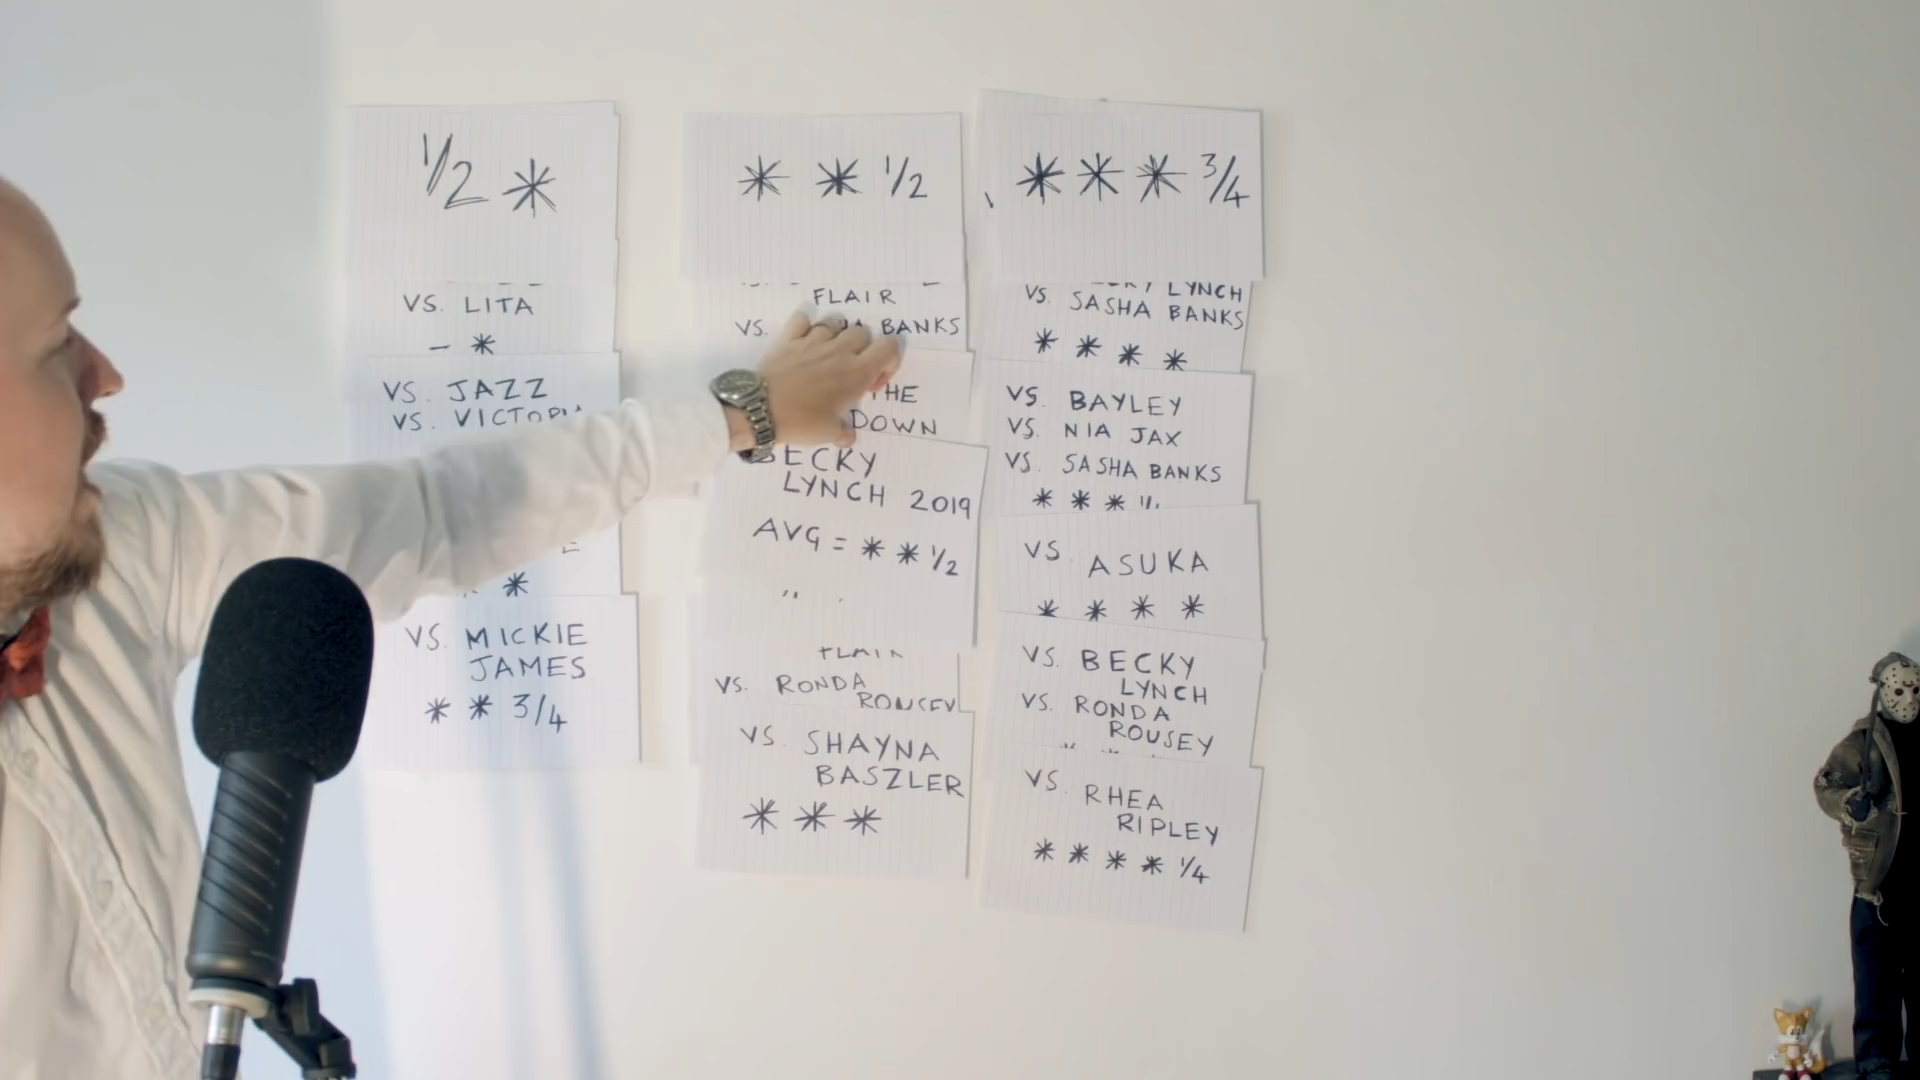 1/2 *
VS. LITA
- *
VS. JAZZ
VS.
*
VS. MICKIE
JAMES
* * 3/4
* * 1/2
FLAIR
VS. BANKS
THE
DOWN
BECKY
LYNCH 2019
AVG = * * 1/2
FLAIR
VS. RONDA
ROUSEY
VS. SHAYNA
BASZLER
* * *
* * * 3/4
LYNCH
VS. SASHA BANKS
* * * *
VS. BAYLEY
VS. NIA JAX
VS. SASHA BANKS
* * *
VS. ASUKA
* * * *
VS. BECKY
LYNCH
VS. RONDA
ROUSEY
VS. RHEA
RIPLEY
* * * * 1/4